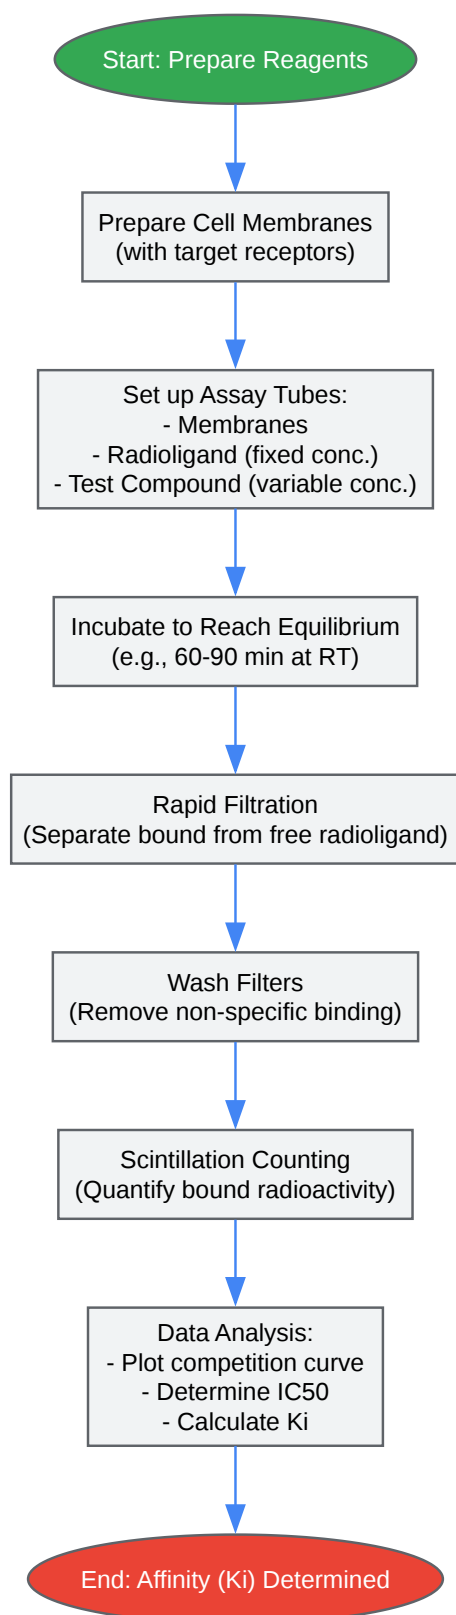 Start: Prepare Reagents
Prepare Cell Membranes
(with target receptors)
Set up Assay Tubes:
- Membranes
- Radioligand (fixed conc.)
- Test Compound (variable conc.)
Incubate to Reach Equilibrium
(e.g., 60-90 min at RT)
Rapid Filtration
(Separate bound from free radioligand)
Wash Filters
(Remove non-specific binding)
Scintillation Counting
(Quantify bound radioactivity)
Data Analysis:
- Plot competition curve
- Determine IC50
- Calculate Ki
End: Affinity (Ki) Determined